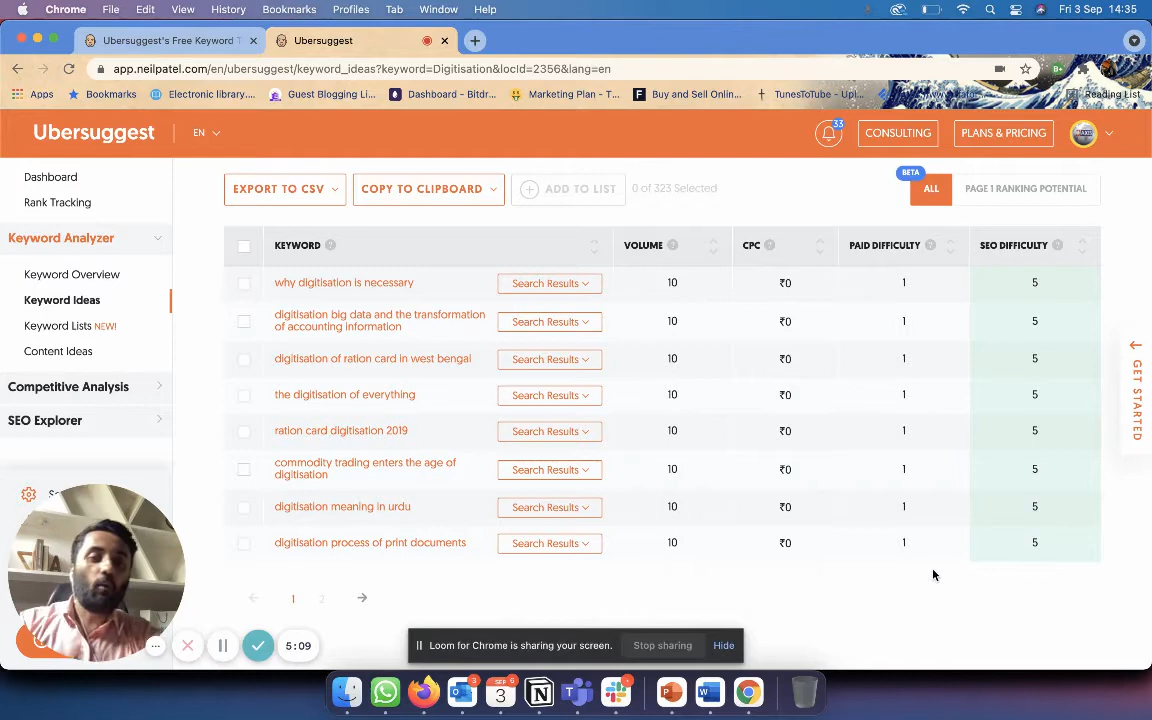 Chrome File Edit View History Bookmarks Profiles Tab Window Help Fri 3 Sep 14:35
Ubersuggest's Free Keyword T Ubersuggest
app.neilpatel.com/en/ubersuggest/keyword_ideas?keyword=Digitisation&locId=2356&lang=en
Apps Bookmarks Electronic library.... Guest Blogging Li... Dashboard - Bitdr... Marketing Plan - T... Buy and Sell Onlin... TunesToTube - Upl... Reading List
Ubersuggest EN 33 CONSULTING PLANS & PRICING
Dashboard
Rank Tracking
Keyword Analyzer
Keyword Overview
Keyword Ideas
Keyword Lists NEW!
Content Ideas
Competitive Analysis
SEO Explorer
BETA
EXPORT TO CSV COPY TO CLIPBOARD ADD TO LIST 0 of 323 Selected ALL PAGE 1 RANKING POTENTIAL
KEYWORD VOLUME CPC PAID DIFFICULTY SEO DIFFICULTY
why digitisation is necessary Search Results 10 ₹0 1 5
digitisation big data and the transformation
of accounting information Search Results 10 ₹0 1 5
digitisation of ration card in west bengal Search Results 10 ₹0 1 5
the digitisation of everything Search Results 10 ₹0 1 5
ration card digitisation 2019 Search Results 10 ₹0 1 5
commodity trading enters the age of
digitisation Search Results 10 ₹0 1 5
digitisation meaning in urdu Search Results 10 ₹0 1 5
digitisation process of print documents Search Results 10 ₹0 1 5
1 2
GET STARTED
5:09
Loom for Chrome is sharing your screen. Stop sharing Hide
3 SEP 3 6